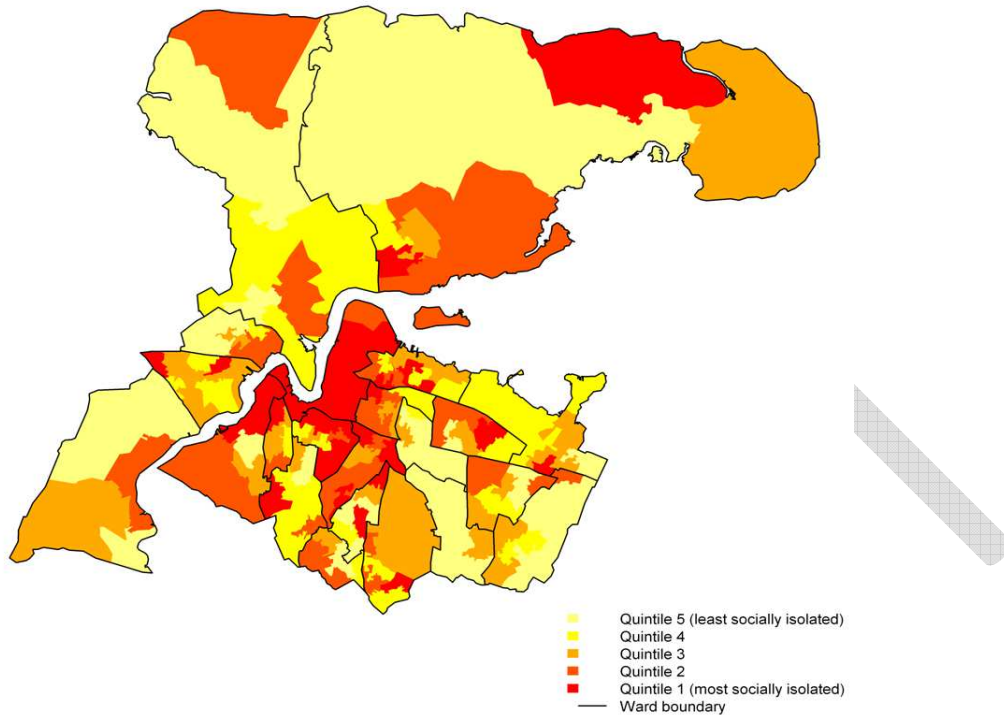 Quintile 5 (least socially isolated)
Quintile 4
Quintile 3
Quintile 2
Quintile 1 (most socially isolated)
Ward boundary